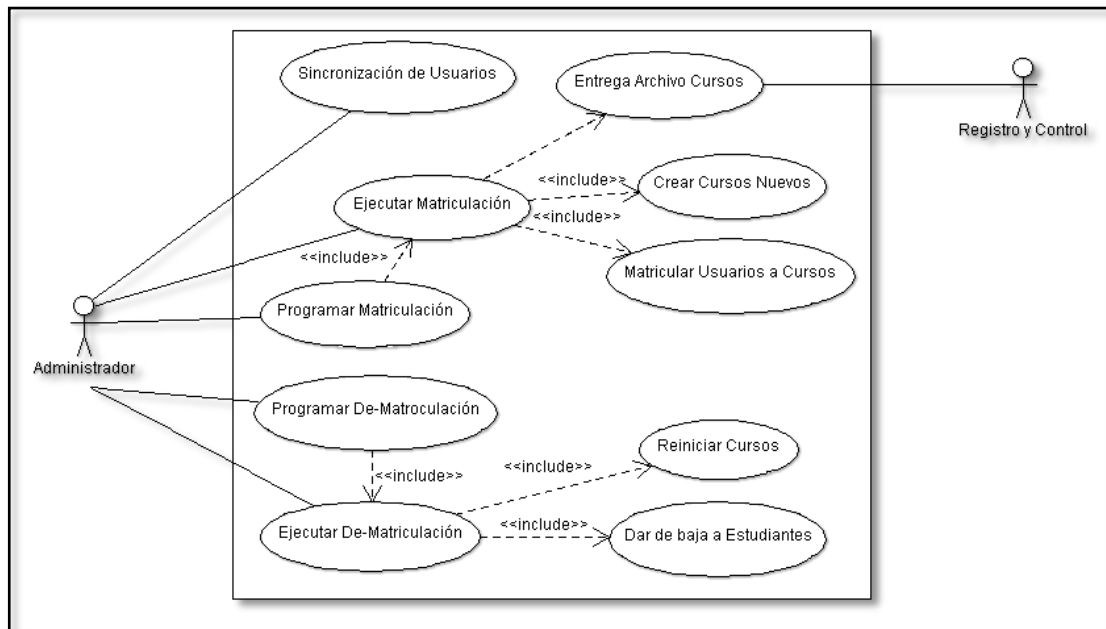 Sincronización de Usuarios
Entrega Archivo Cursos
Registro y Control
<<include>>
Crear Cursos Nuevos
Ejecutar Matriculación
<<include>>
<<include>>
Matricular Usuarios a Cursos
Programar Matriculación
Administrador
Programar De-Matroculación
Reiniciar Cursos
<<include>>
<<include>>
<<include>>
Ejecutar De-Matriculación
Dar de baja a Estudiantes